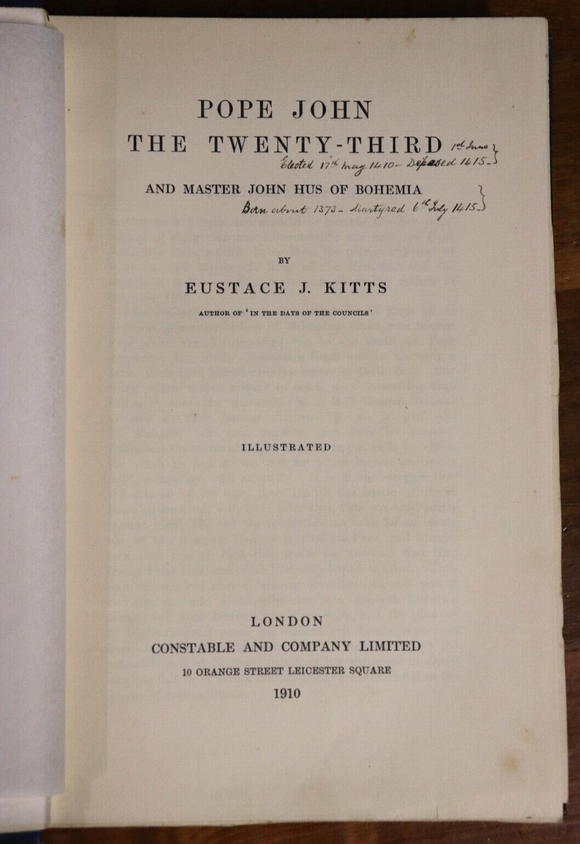 POPE JOHN
THE TWENTY-THIRD
1st June
Elected 17th May 1410 - Deposed 1415 -
AND MASTER JOHN HUS OF BOHEMIA
Born about 1373 - Martyred 6th July 1415 -
BY
EUSTACE J. KITTS
AUTHOR OF 'IN THE DAYS OF THE COUNCILS'
ILLUSTRATED
LONDON
CONSTABLE AND COMPANY LIMITED
10 ORANGE STREET LEICESTER SQUARE
1910